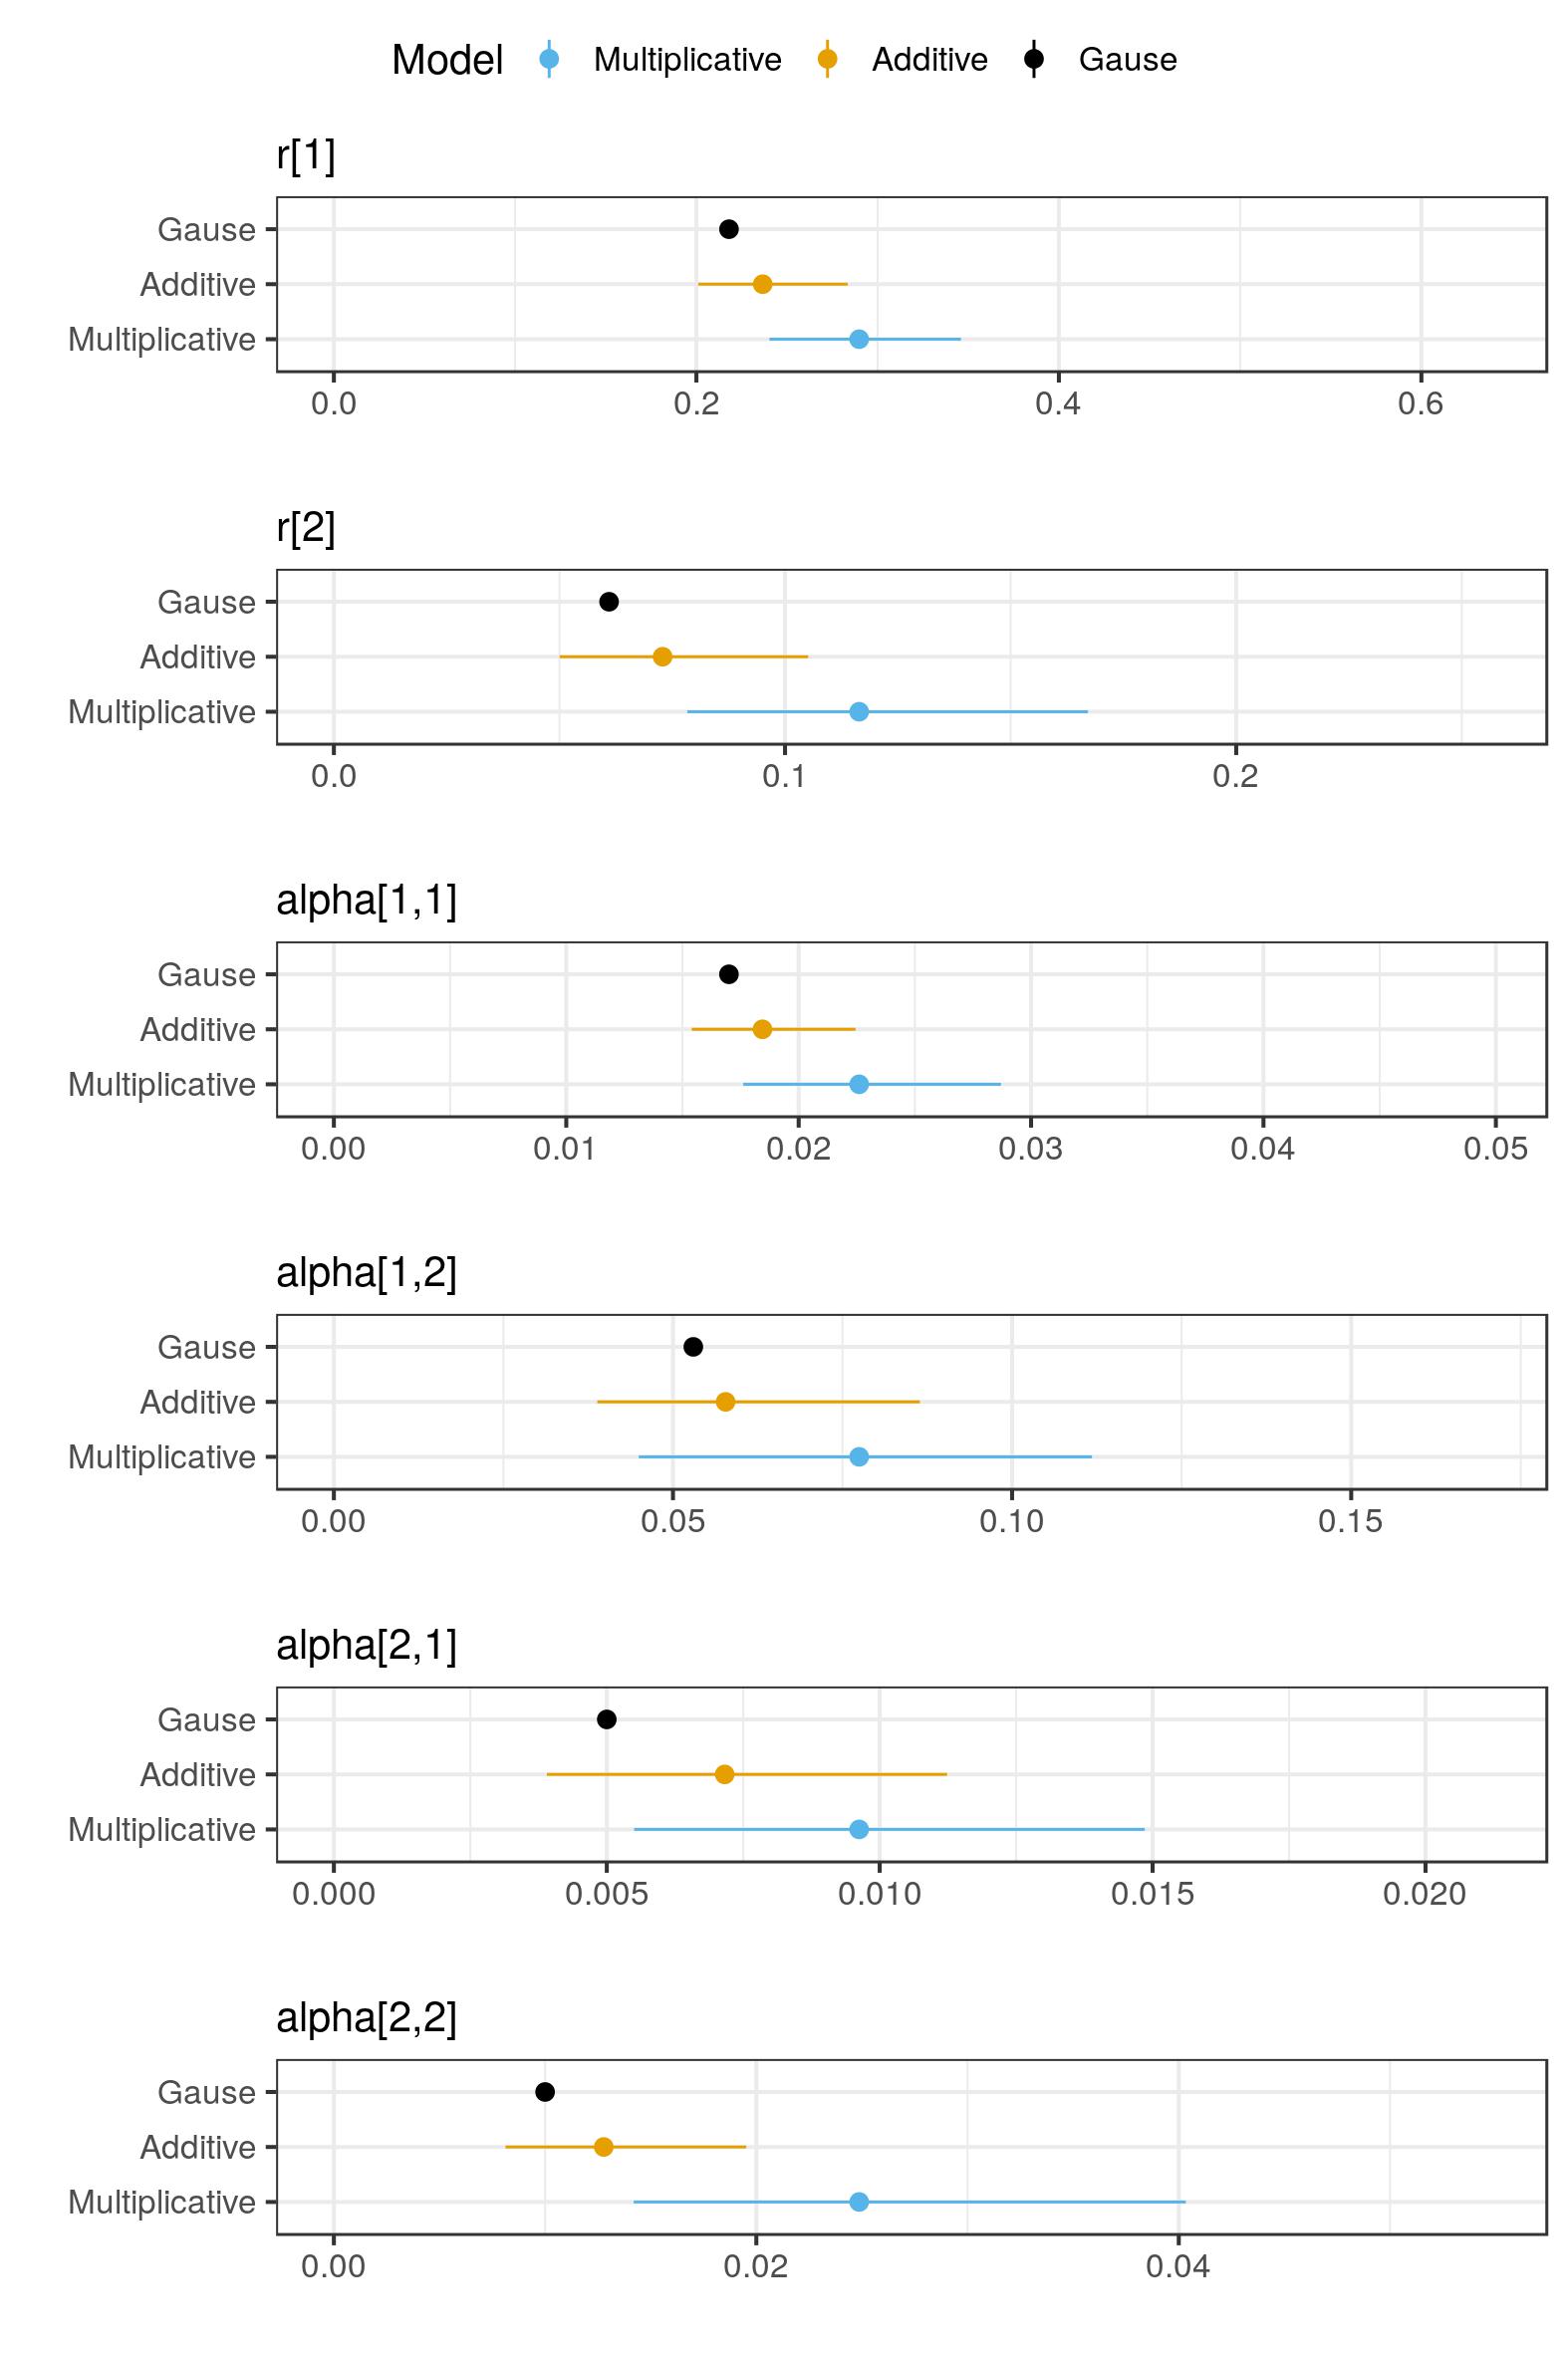 Model Multiplicative Additive Gause
r[1]
Gause
Additive
Multiplicative
0.0 0.2 0.4 0.6
r[2]
Gause
Additive
Multiplicative
0.0 0.1 0.2
alpha[1,1]
Gause
Additive
Multiplicative
0.00 0.01 0.02 0.03 0.04 0.05
alpha[1,2]
Gause
Additive
Multiplicative
0.00 0.05 0.10 0.15
alpha[2,1]
Gause
Additive
Multiplicative
0.000 0.005 0.010 0.015 0.020
alpha[2,2]
Gause
Additive
Multiplicative
0.00 0.02 0.04